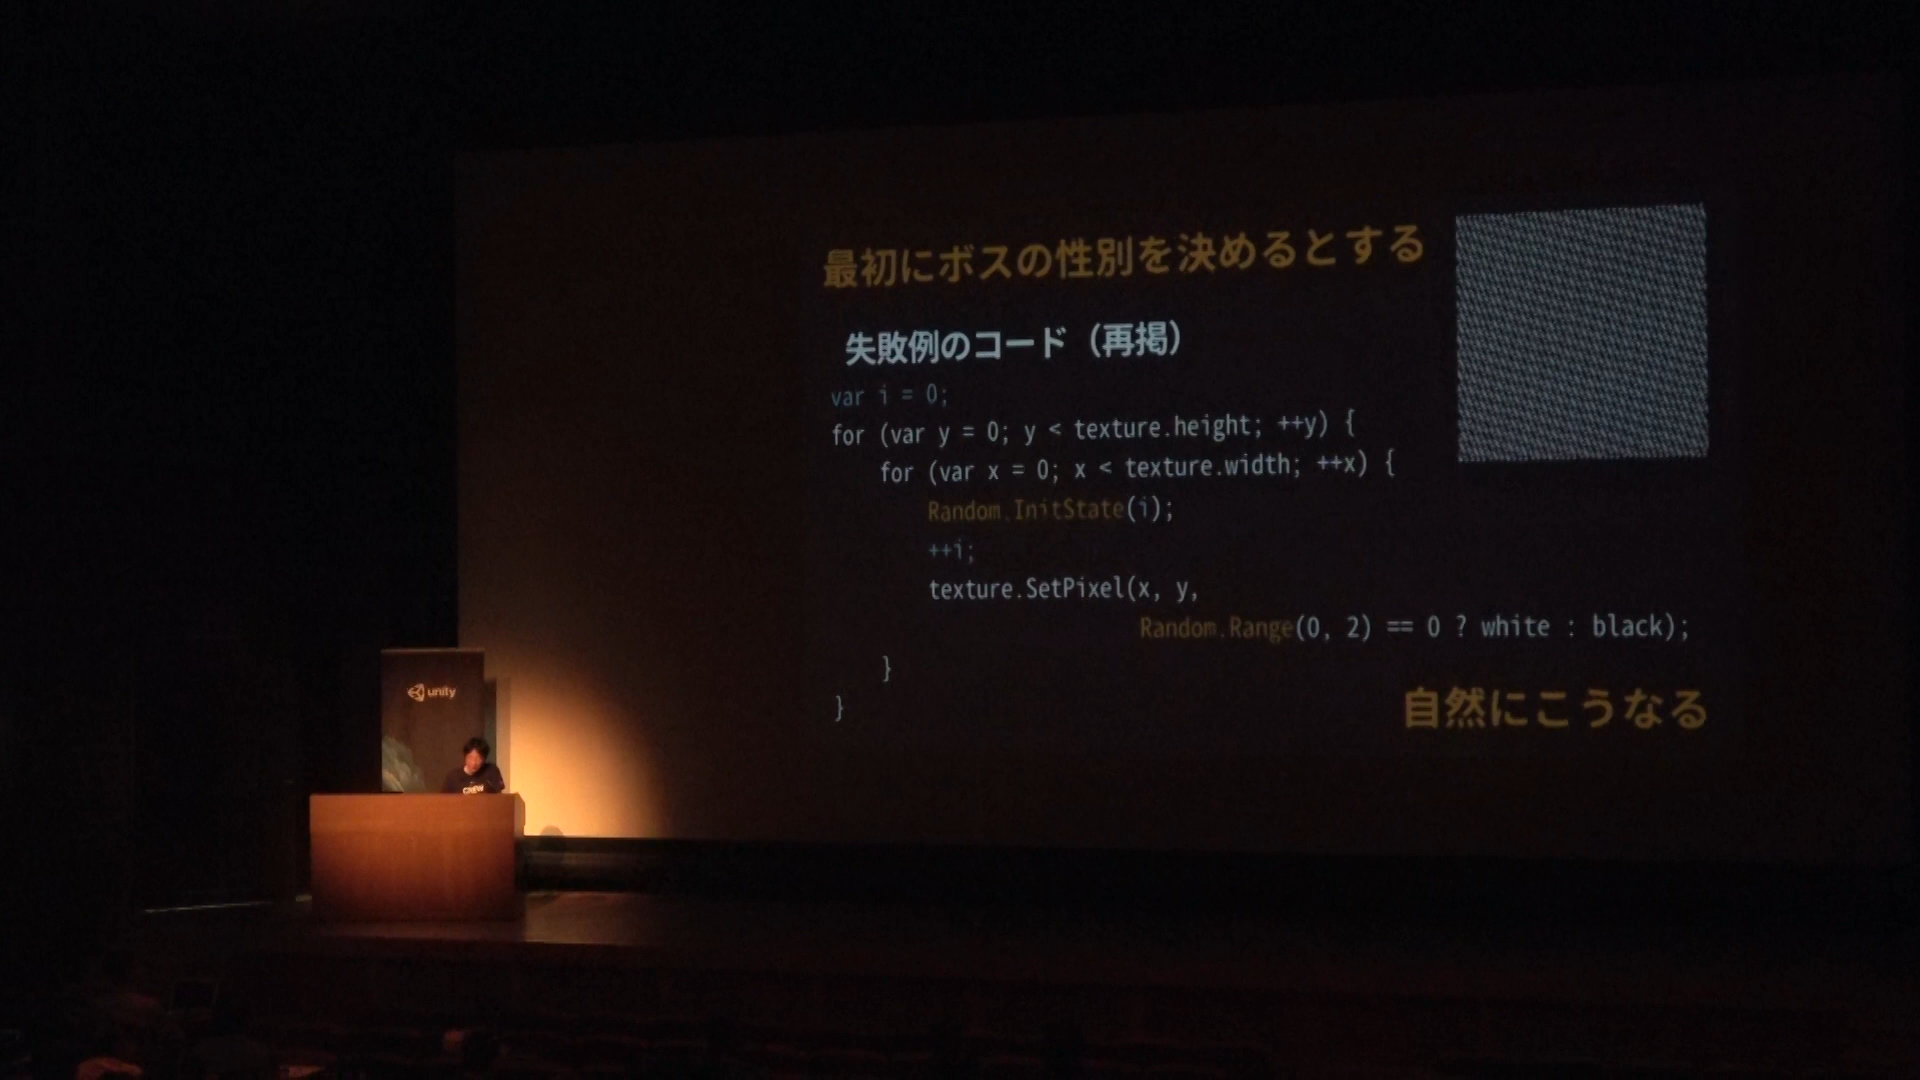 最初にボスの性別を決めるとする
失敗例のコード（再掲）
var i = 0;
for (var y = 0; y < texture.height; ++y) {
for (var x = 0; x < texture.width; ++x) {
Random.InitState(i);
++i;
texture.SetPixel(x, y,
Random.Range(0, 2) == 0 ? white : black);
}
}
自然にこうなる
unity
CREW